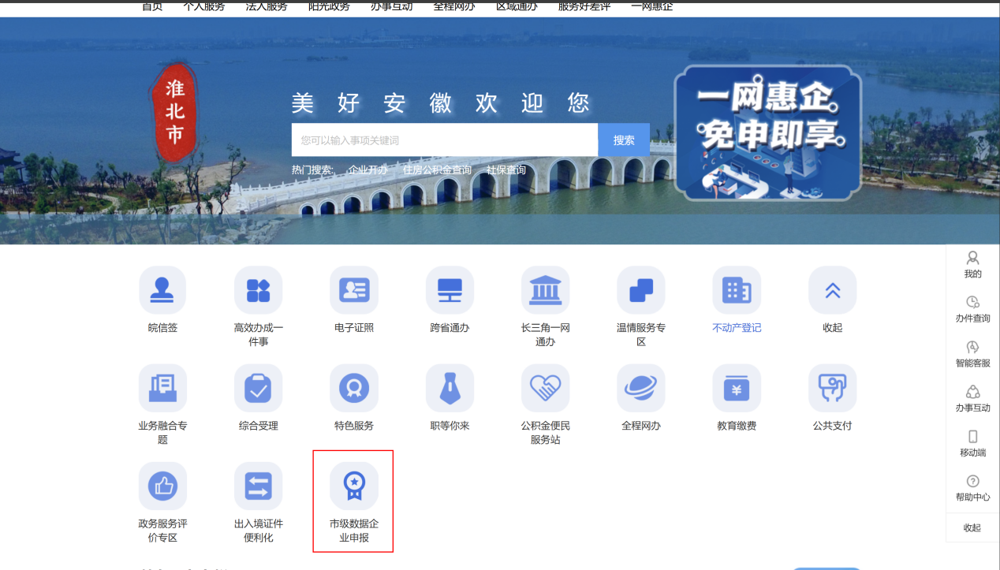 首页 个人服务 法人服务 阳光政务 办事互动 全程网办 区域通办 服务好差评 一网惠企
淮北市
美好安徽欢迎您
您可以输入事项关键词
搜索
热门搜索: 企业开办 住房公积金查询 社保查询
一网惠企。
免申即享。
皖信签
高效办成一
件事
电子证照
跨省通办
长三角一网
通办
温情服务专
区
不动产登记
收起
业务融合专
题
综合受理
特色服务
职等你来
公积金便民
服务站
全程网办
教育缴费
公共支付
政务服务评
价专区
出入境证件
便利化
市级数据企
业申报
我的
办件查询
智能客服
办事互动
移动端
帮助中心
收起